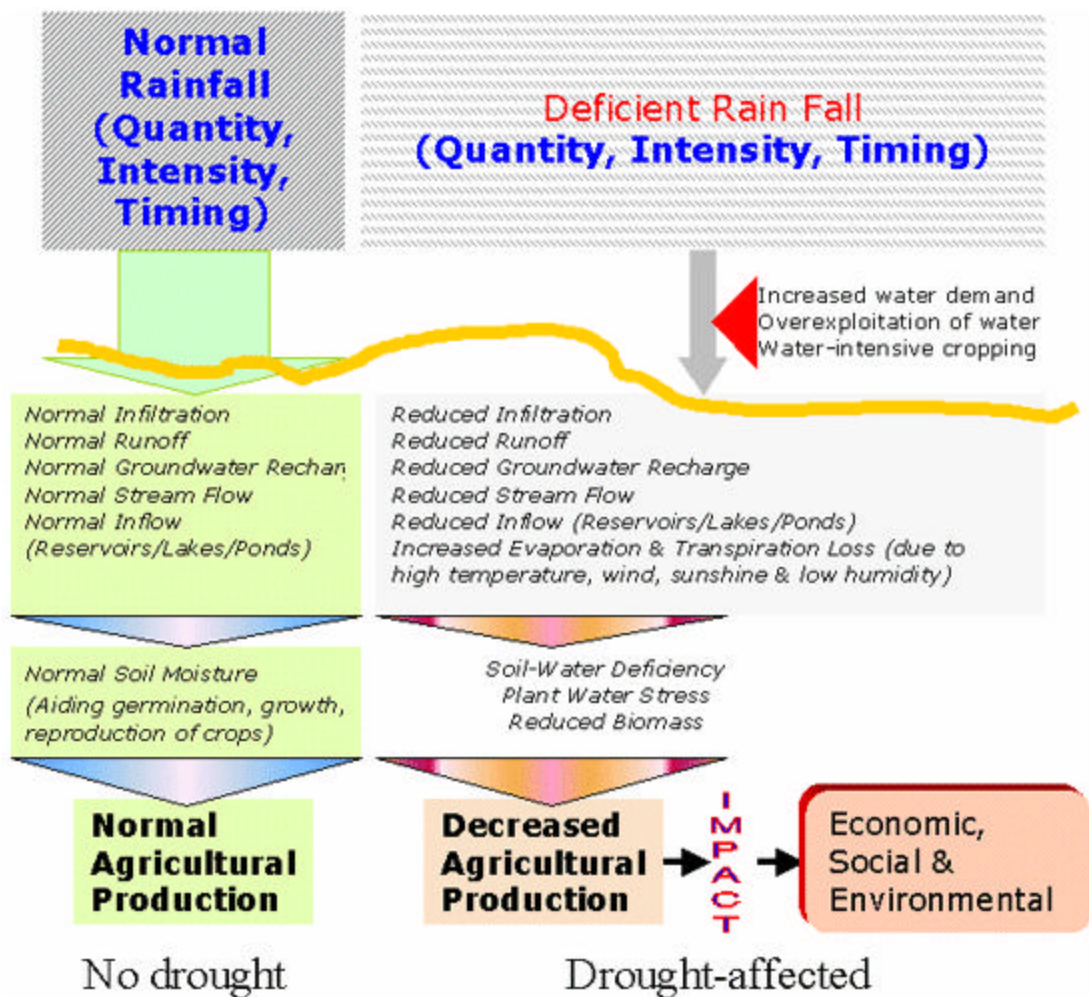 Normal
Rainfall
(Quantity,
Intensity,
Timing)
Deficient Rain Fall
(Quantity, Intensity, Timing)
Increased water demand
Overexploitation of water
Water-intensive cropping
Normal Infiltration
Normal Runoff
Normal Groundwater Rechar
Normal Stream Flow
Normal Inflow
(Reservoirs/Lakes/Ponds)
Reduced Infiltration
Reduced Runoff
Reduced Groundwater Recharge
Reduced Stream Flow
Reduced Inflow (Reservoirs/Lakes/Ponds)
Increased Evaporation & Transpiration Loss (due to
high temperature, wind, sunshine & low humidity)
Normal Soil Moisture
(Aiding germination, growth,
reproduction of crops)
Soil-Water Deficiency
Plant Water Stress
Reduced Biomass
Normal
Agricultural
Production
Decreased
Agricultural
Production
IMPACT
Economic,
Social &
Environmental
No drought
Drought-affected